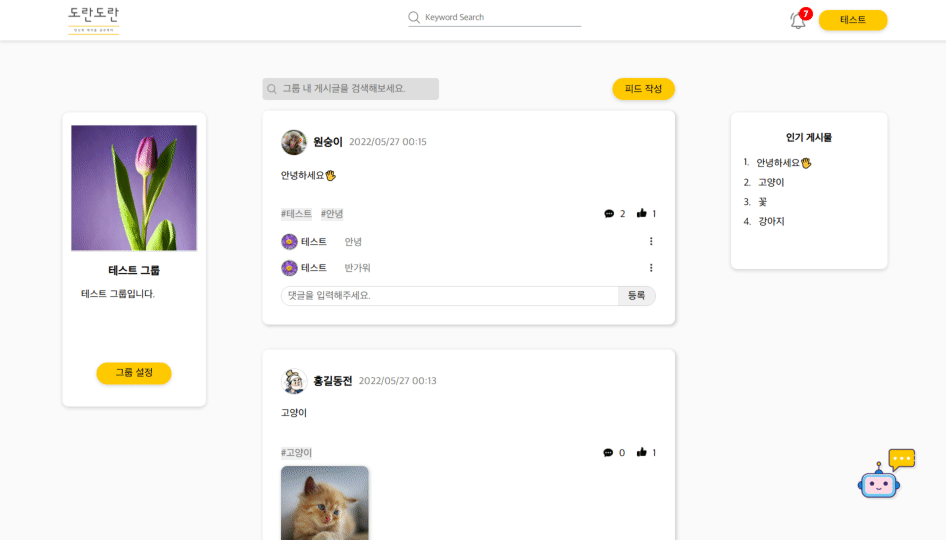 도란도란
Keyword Search
7
테스트
그룹 내 게시글을 검색해보세요.
피드 작성
테스트 그룹
테스트 그룹입니다.
그룹 설정
원숭이 2022/05/27 00:15
안녕하세요👋
#테스트 #안녕 2 1
테스트 안녕
테스트 반가워
댓글을 입력해주세요. 등록
홍길동전 2022/05/27 00:13
고양이
#고양이 0 1
인기 게시물
1. 안녕하세요👋
2. 고양이
3. 꽃
4. 강아지